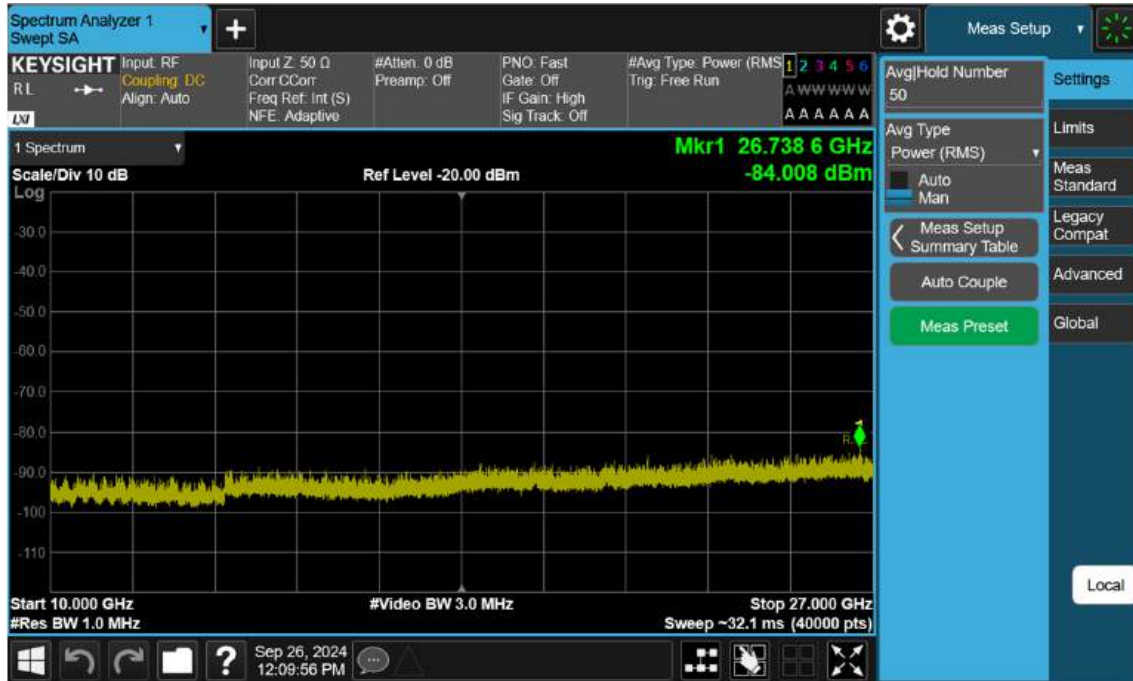 Spectrum Analyzer 1
Swept SA
+
Meas Setup
KEYSIGHT
RL
LXI
Input: RF
Coupling: DC
Align: Auto
Input Z: 50 Ω
Corr CCorr
Freq Ref: Int (S)
NFE: Adaptive
#Atten: 0 dB
Preamp: Off
PNO: Fast
Gate: Off
IF Gain: High
Sig Track: Off
#Avg Type: Power (RMS
Trig: Free Run
1 2 3 4 5 6
A W W W W W
A A A A A A
1 Spectrum
Mkr1 26.738 6 GHz
-84.008 dBm
Scale/Div 10 dB
Ref Level -20.00 dBm
Log
-30.0
-40.0
-50.0
-60.0
-70.0
-80.0
-90.0
-100
-110
1
Start 10.000 GHz
#Video BW 3.0 MHz
Stop 27.000 GHz
#Res BW 1.0 MHz
Sweep ~32.1 ms (40000 pts)
Avg|Hold Number
50
Avg Type
Power (RMS)
Auto
Man
Meas Setup
Summary Table
Auto Couple
Meas Preset
Settings
Limits
Meas
Standard
Legacy
Compat
Advanced
Global
Local
?
Sep 26, 2024
12:09:56 PM